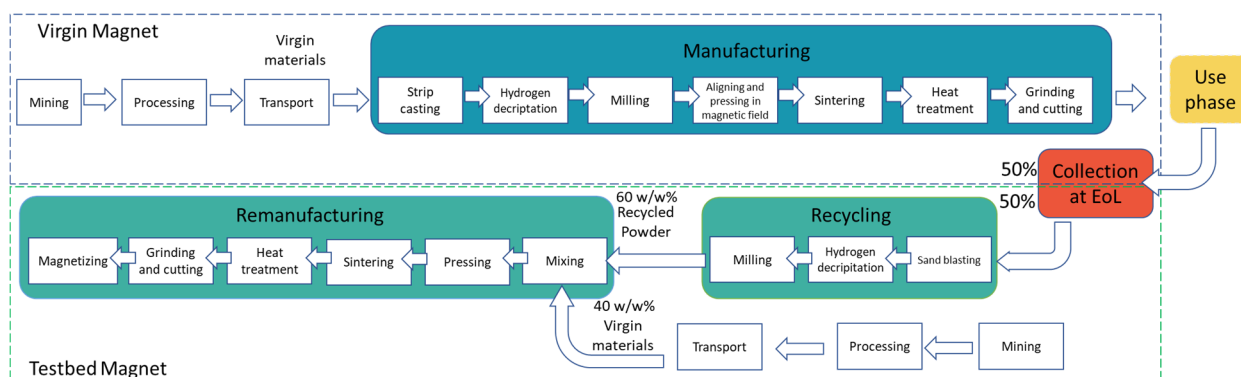 Virgin Magnet
Virgin
materials
Manufacturing
Mining
Processing
Transport
Strip
casting
Hydrogen
decriptation
Milling
Aligning and
pressing in
magnetic field
Sintering
Heat
treatment
Grinding
and cutting
Use
phase
50%
50%
Collection
at EoL
Remanufacturing
60 w/w%
Recycled
Powder
Recycling
Magnetizing
Grinding
and cutting
Heat
treatment
Sintering
Pressing
Mixing
Milling
Hydrogen
decripitation
Sand blasting
40 w/w%
Virgin
materials
Transport
Processing
Mining
Testbed Magnet